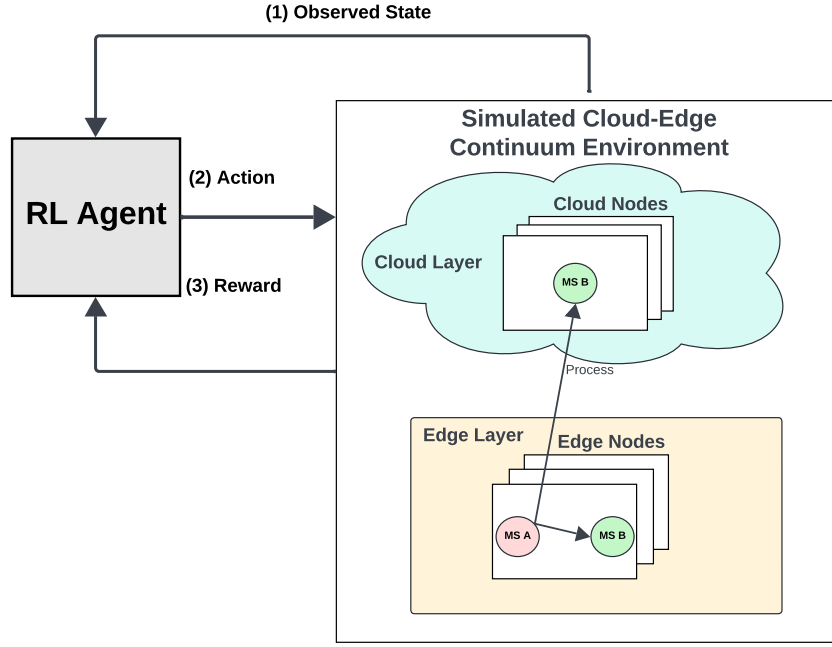 (1) Observed State
Simulated Cloud-Edge
Continuum Environment
(2) Action
RL Agent
(3) Reward
Cloud Nodes
Cloud Layer
MS B
Process
Edge Layer
Edge Nodes
MS A
MS B